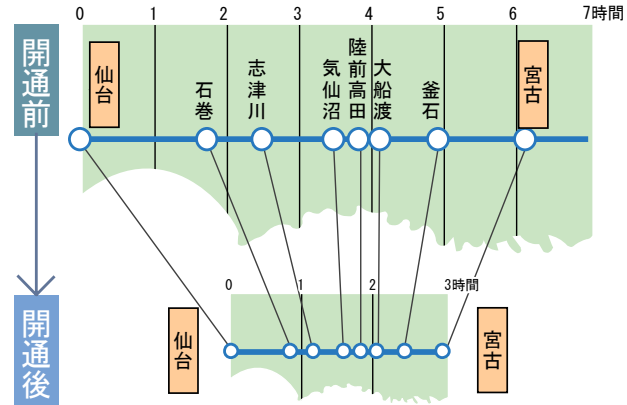 0 1 2 3 4 5 6 7時間
開通前
仙台
石巻
志津川
気仙沼
陸前高田
大船渡
釜石
宮古
0 1 2 3時間
開通後
仙台
宮古